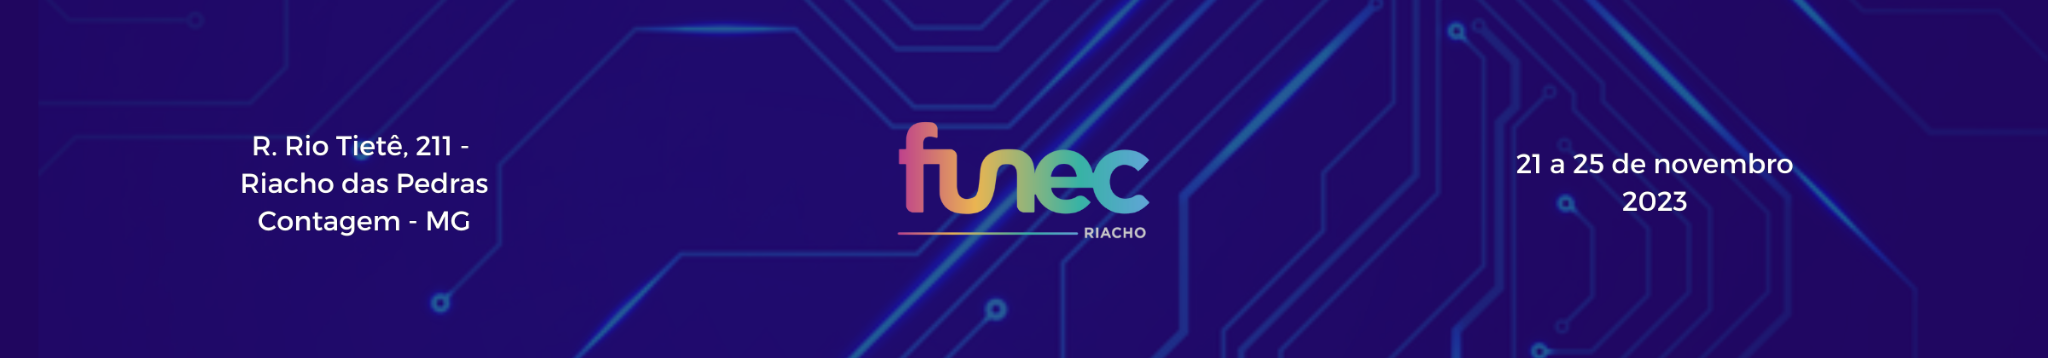 R. Rio Tietê, 211 -
Riacho das Pedras
Contagem - MG
funec
RIACHO
21 a 25 de novembro
2023